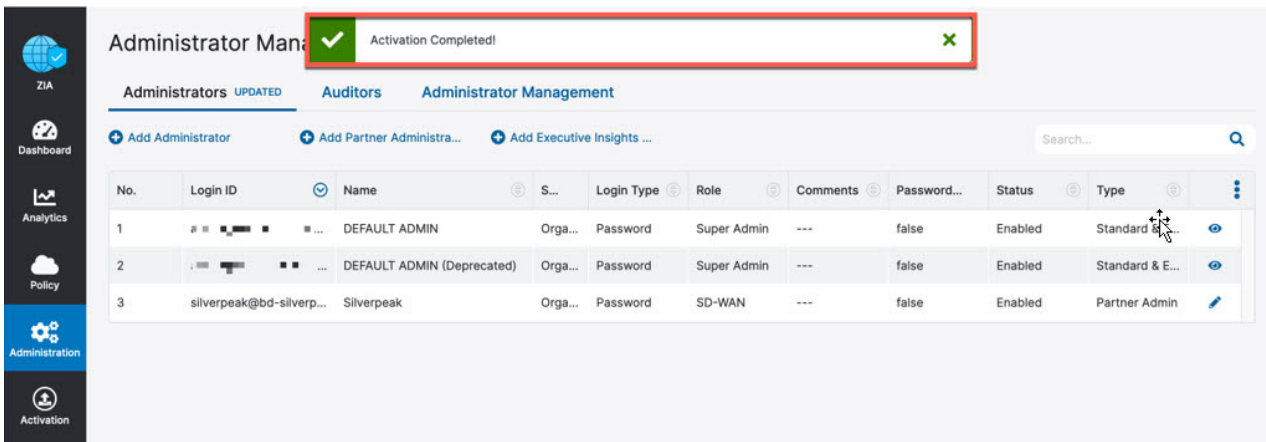 Administrator Mana
Activation Completed!
ZIA
Administrators UPDATED Auditors Administrator Management
Dashboard
Add Administrator Add Partner Administra... Add Executive Insights ... Search...
Analytics
No. Login ID Name S... Login Type Role Comments Password... Status Type
1 DEFAULT ADMIN Orga... Password Super Admin --- false Enabled Standard &
2 ... DEFAULT ADMIN (Deprecated) Orga... Password Super Admin --- false Enabled Standard & E...
Policy
3 silverpeak@bd-silverp... Silverpeak Orga... Password SD-WAN --- false Enabled Partner Admin
Administration
Activation